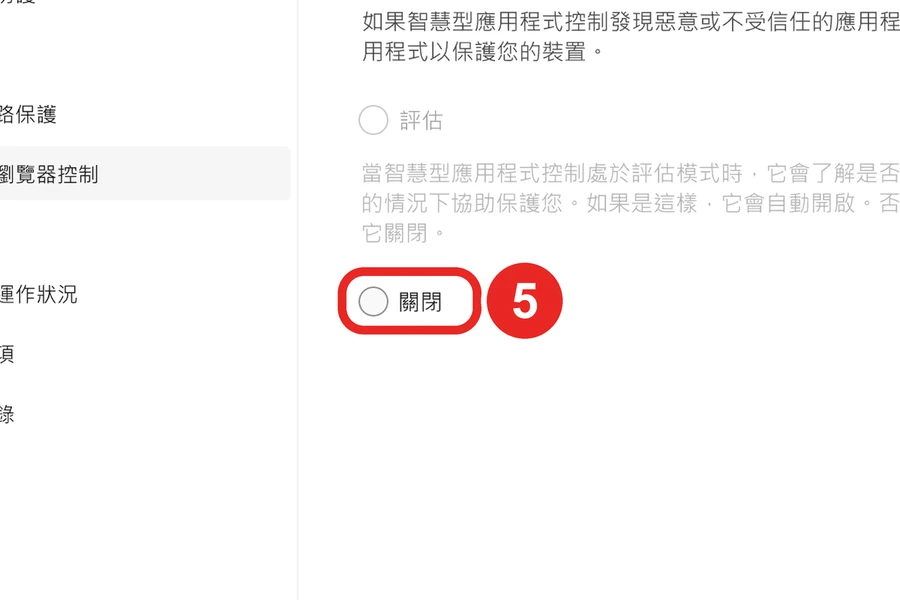 路保護
瀏覽器控制
運作狀況
項
錄
如果智慧型應用程式控制發現惡意或不受信任的應用程
用程式以保護您的裝置。
評估
當智慧型應用程式控制處於評估模式時，它會了解是否
的情況下協助保護您。如果是這樣，它會自動開啟。否
它關閉。
關閉
5